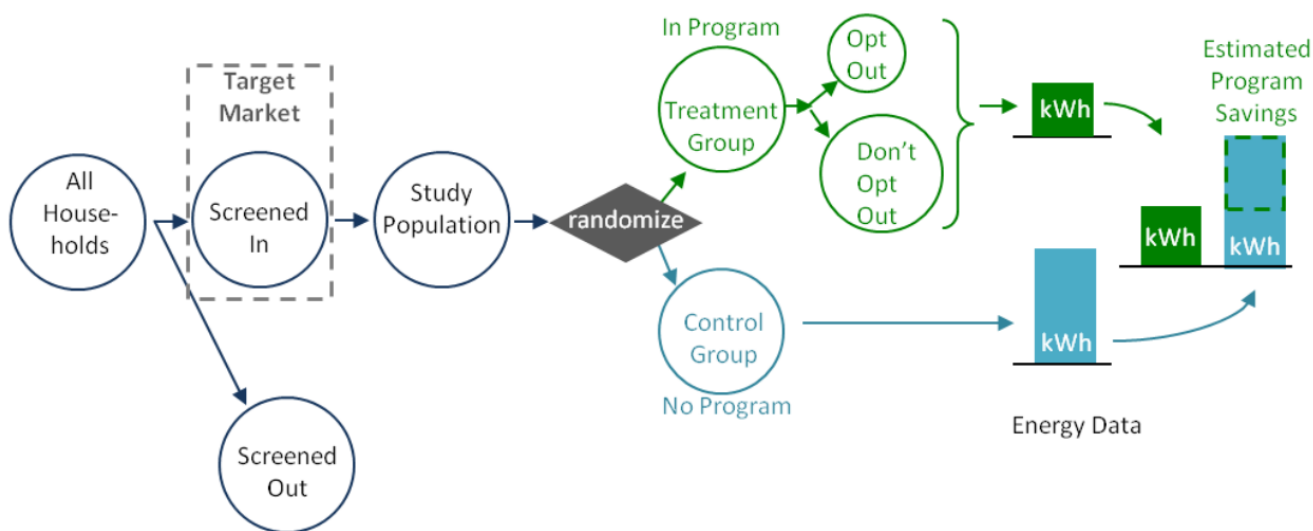 All
House-
holds
Target
Market
Screened
In
Screened
Out
Study
Population
randomize
In Program
Treatment
Group
Opt
Out
Don’t
Opt
Out
Control
Group
No Program
kWh
kWh
Energy Data
Estimated
Program
Savings
kWh
kWh